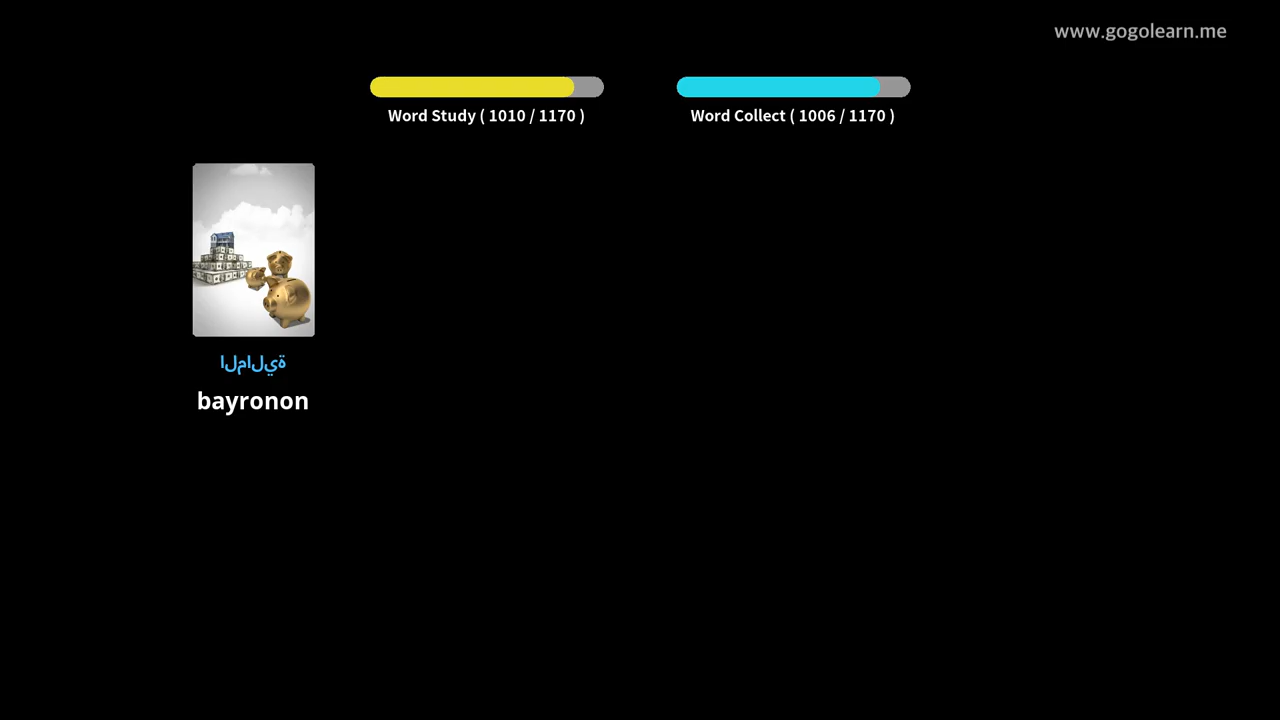 www.gogolearn.me
Word Study ( 1010 / 1170 )
Word Collect ( 1006 / 1170 )
المالية
bayronon